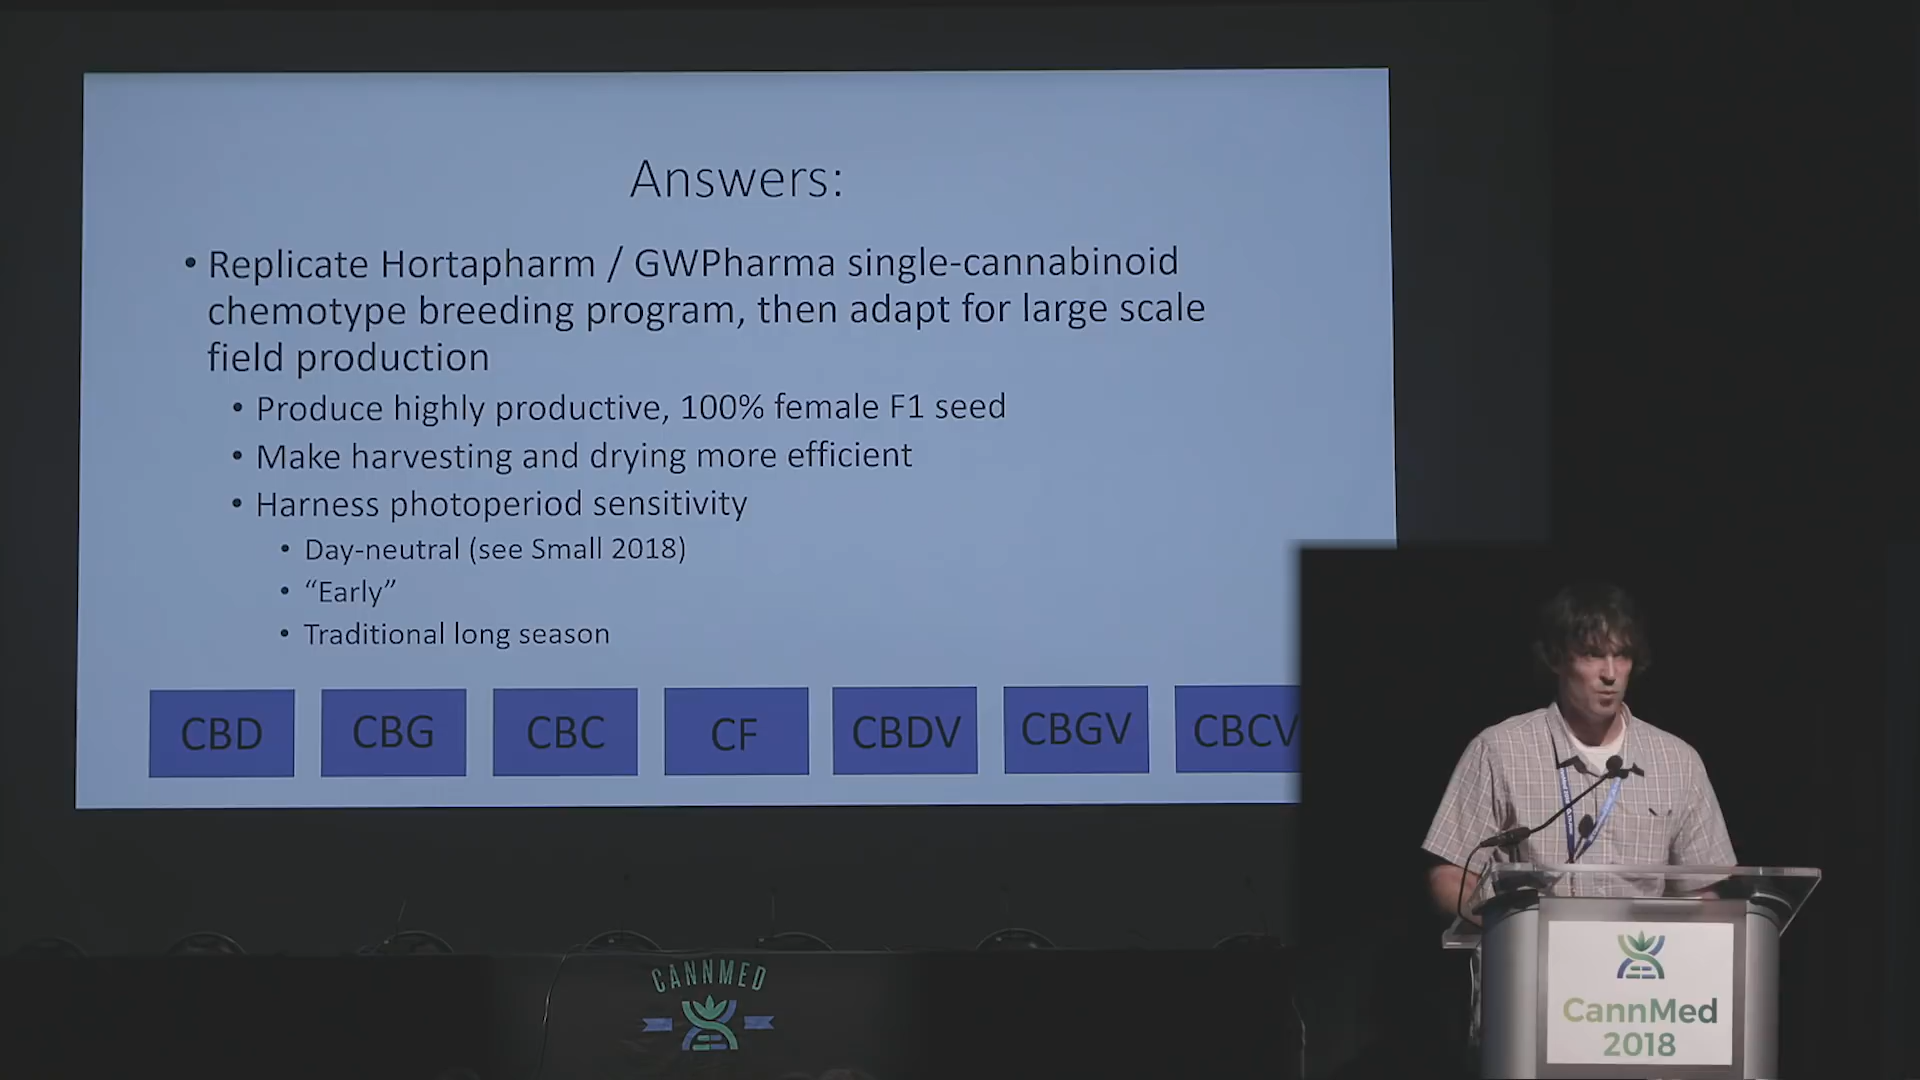 Answers:
• Replicate Hortapharm / GWPharma single-cannabinoid
chemotype breeding program, then adapt for large scale
field production
• Produce highly productive, 100% female F1 seed
• Make harvesting and drying more efficient
• Harness photoperiod sensitivity
• Day-neutral (see Small 2018)
• “Early”
• Traditional long season
CBD CBG CBC CF CBDV CBGV CBCV
CANNMED
CannMed
2018